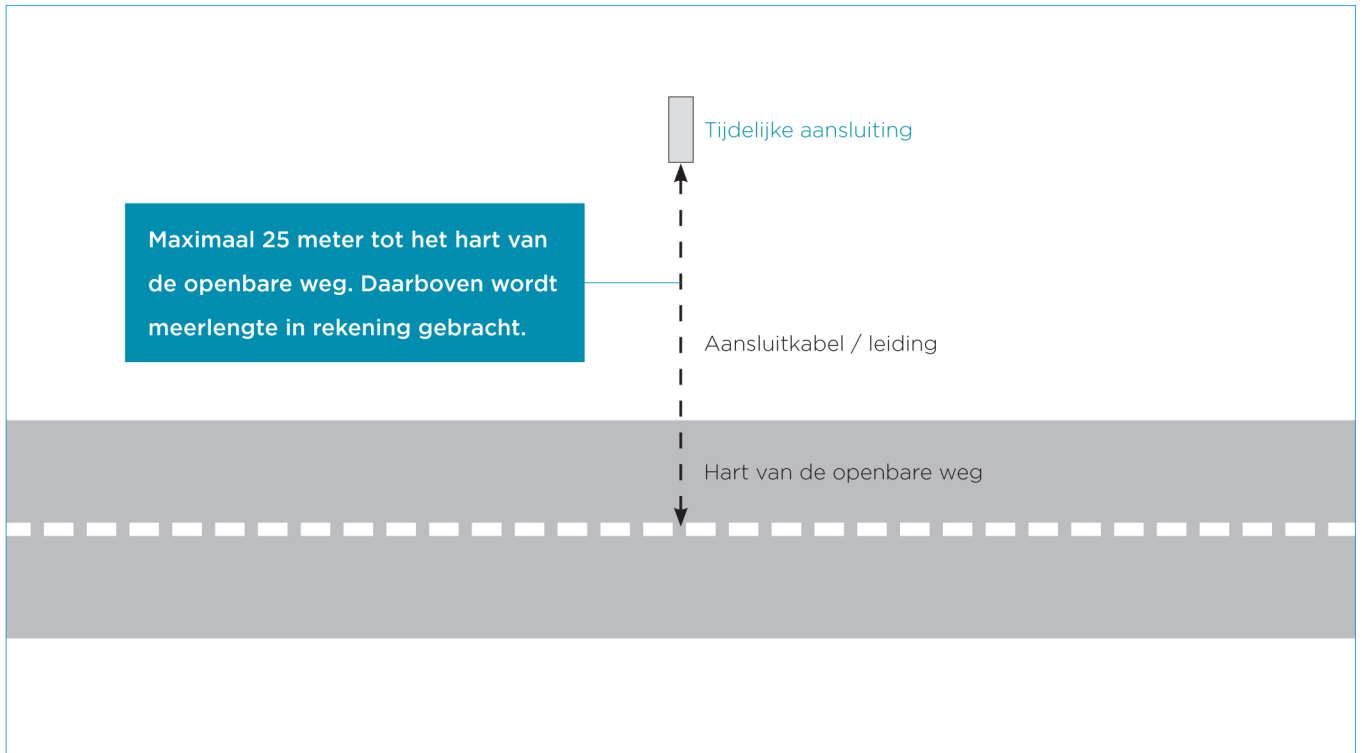 Tijdelijke aansluiting
Maximaal 25 meter tot het hart van
de openbare weg. Daarboven wordt
meerlengte in rekening gebracht.
Aansluitkabel / leiding
Hart van de openbare weg